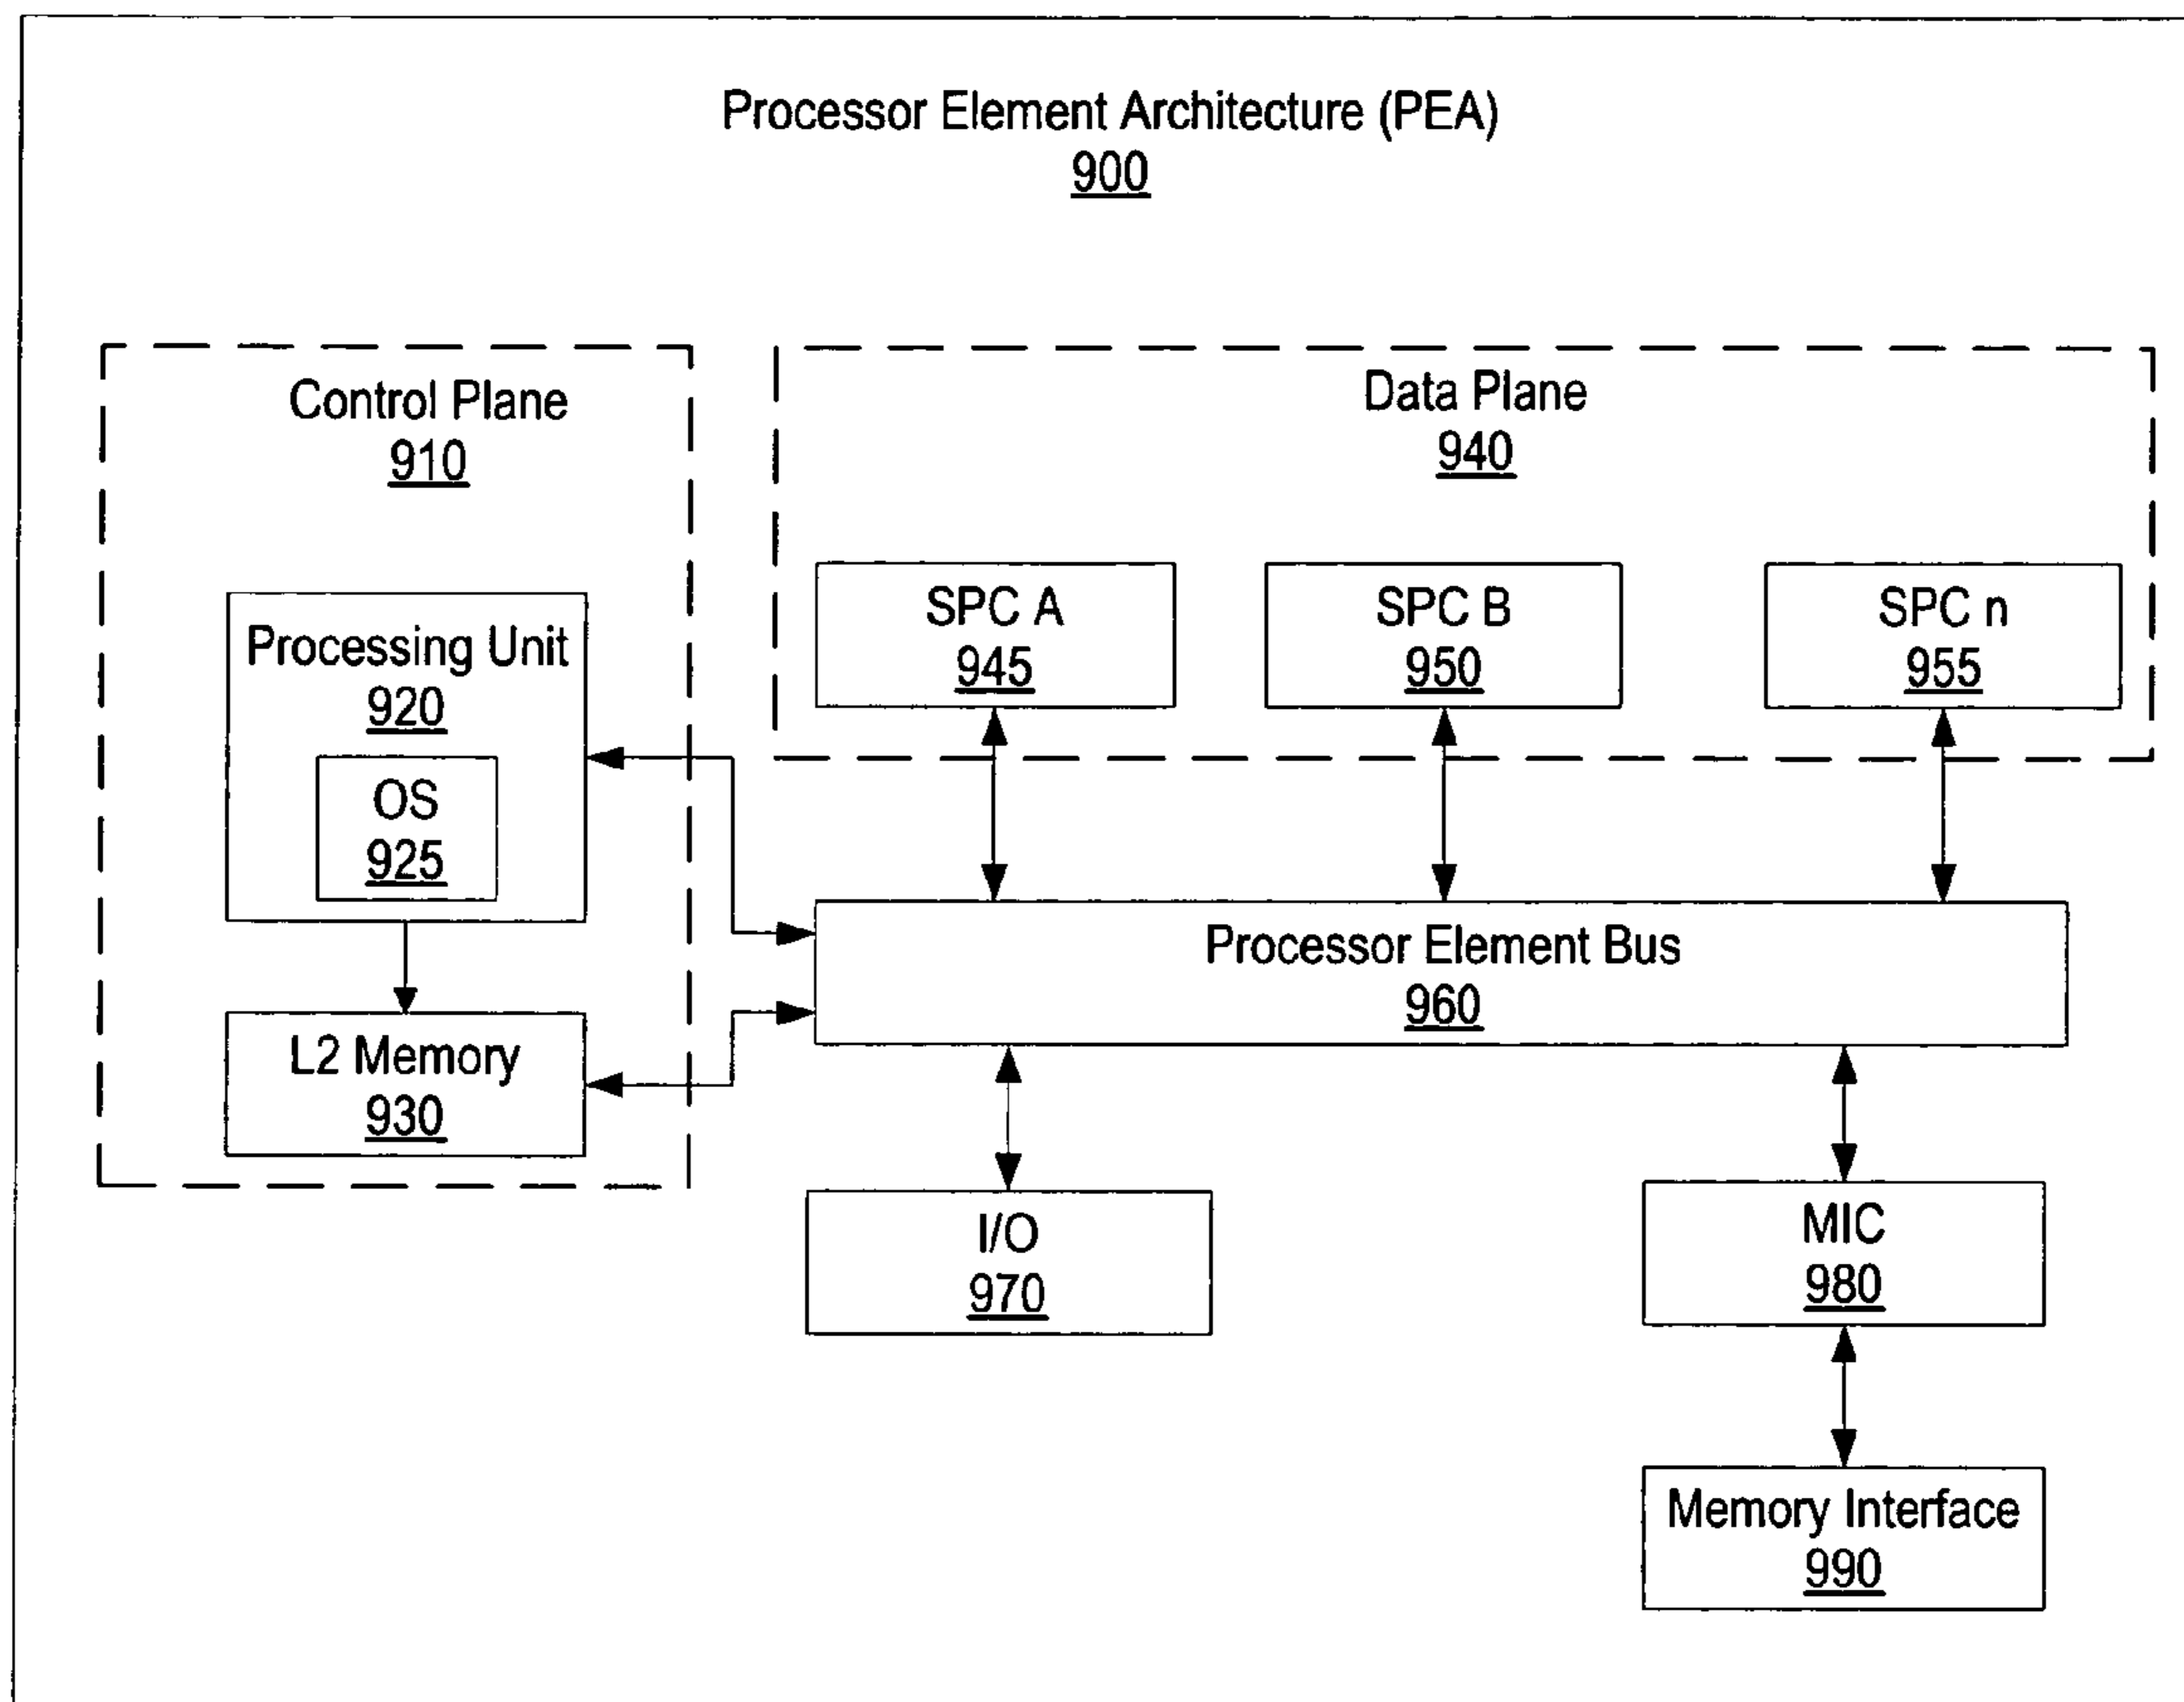 Processor Element Architecture (PEA)
900
Control Plane
910
Data Plane
940
SPC A
945
SPC B
950
SPC n
955
Processing Unit
920
OS
925
Processor Element Bus
960
L2 Memory
930
I/O
970
MIC
980
Memory Interface
990